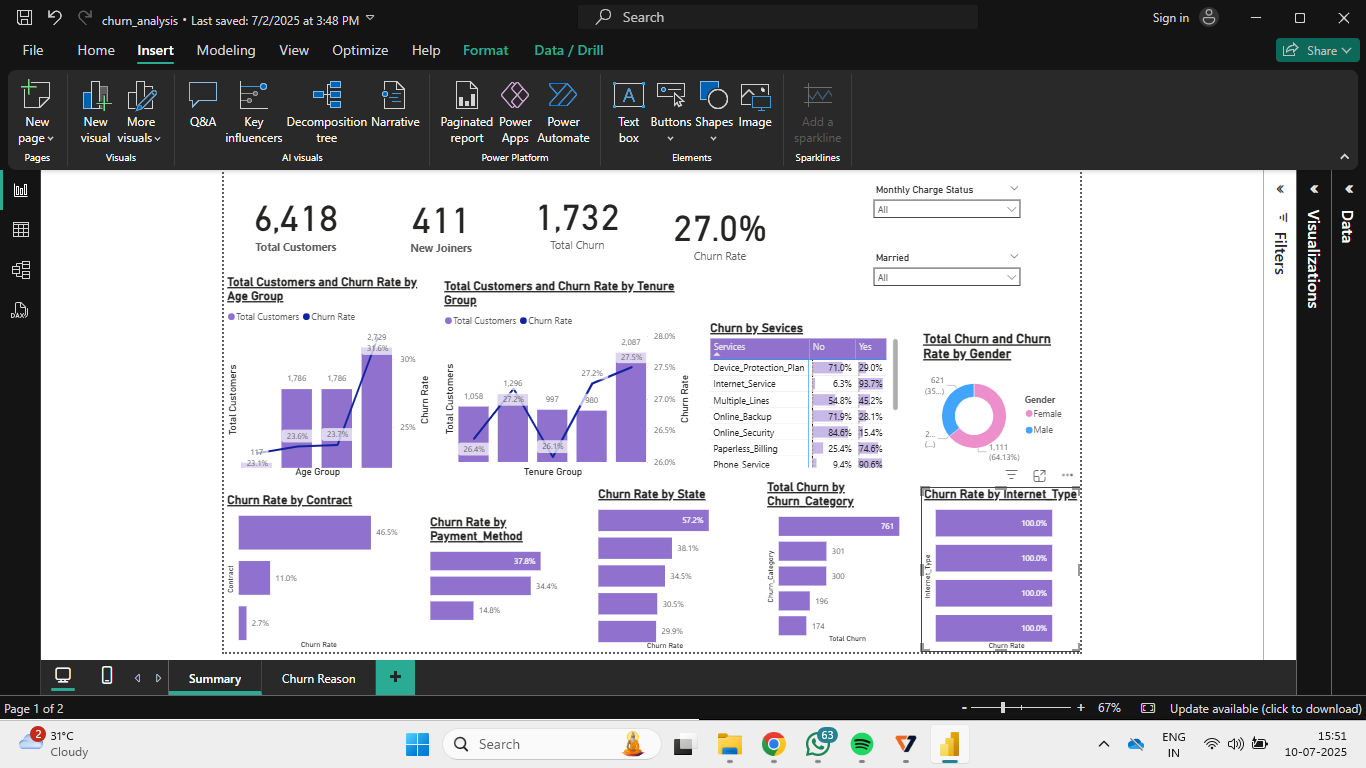 churn_analysis • Last saved: 7/2/2025 at 3:48 PM
Search
Sign in
File
Home
Insert
Modeling
View
Optimize
Help
Format
Data / Drill
Share
New page
New visual
More visuals
Q&A
Key influencers
Decomposition tree
Narrative
Paginated report
Power Apps
Power Automate
Text box
Buttons
Shapes
Image
Add a sparkline
Pages
Visuals
AI visuals
Power Platform
Elements
Sparklines
6,418
Total Customers
411
New Joiners
1,732
Total Churn
27.0%
Churn Rate
Monthly Charge Status
All
Married
All
Filters
Visualizations
Data
Total Customers and Churn Rate by
Age Group
Total Customers
Churn Rate
2,729
31.6%
1,786
1,786
23.6%
23.7%
117
23.1%
30%
25%
Total Customers
Churn Rate
Age Group
Total Customers and Churn Rate by Tenure
Group
Total Customers
Churn Rate
1,058
1,296
997
980
2,087
26.4%
27.2%
26.1%
27.2%
27.5%
28.0%
27.5%
27.0%
26.5%
26.0%
Total Customers
Churn Rate
Tenure Group
Churn by Sevices
Services No Yes
Device_Protection_Plan 71.0% 29.0%
Internet_Service 6.3% 93.7%
Multiple_Lines 54.8% 45.2%
Online_Backup 71.9% 28.1%
Online_Security 84.6% 15.4%
Paperless_Billing 25.4% 74.6%
Phone_Service 9.4% 90.6%
Total Churn and Churn
Rate by Gender
621
(35...)
2...
(...)
1,111
(64.13%)
Gender
Female
Male
Churn Rate by Contract
46.5%
11.0%
2.7%
Contract
Churn Rate
Churn Rate by
Payment_Method
37.8%
34.4%
14.8%
Churn Rate by State
57.2%
38.1%
34.5%
30.5%
29.9%
Churn Rate
Total Churn by
Churn_Category
761
301
300
196
174
Churn_Category
Total Churn
Churn Rate by Internet_Type
100.0%
100.0%
100.0%
100.0%
Internet_Type
Churn Rate
Summary
Churn Reason
Page 1 of 2
67%
Update available (click to download)
2
31°C
Cloudy
Search
63
ENG
IN
15:51
10-07-2025
DAX